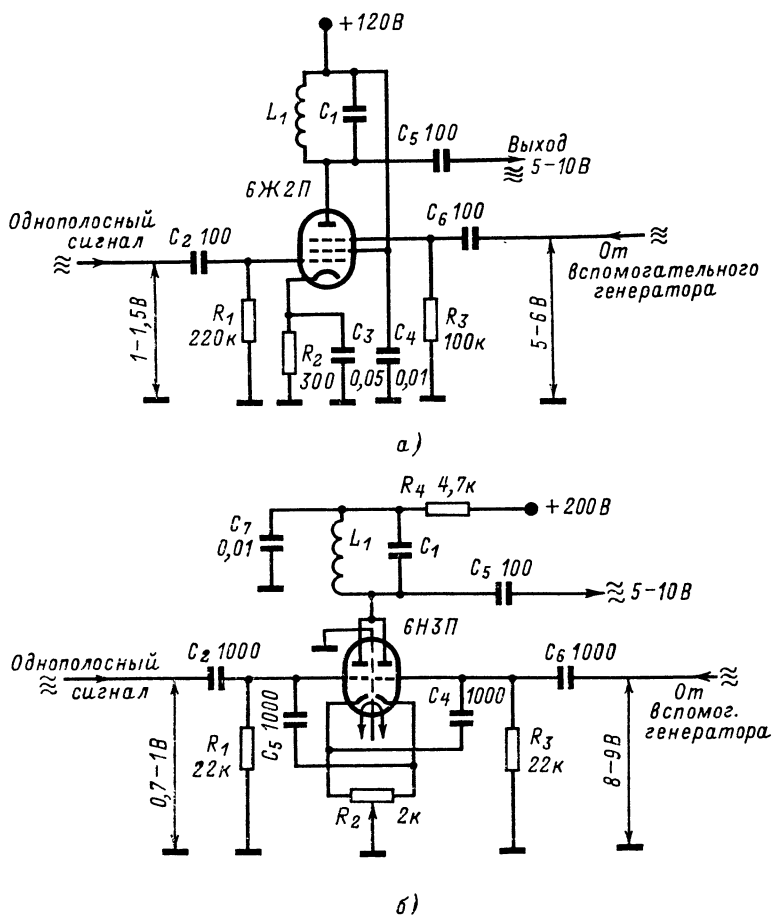 +120В
L1
C1
C5 100
Выход
≋ 5-10В
6Ж2П
Однополосный
сигнал
C2 100
C6 100
От
вспомогательного
генератора
1-1,5В
R1
220к
R2
300
C3
0,05
C4
0,01
R3
100к
5-6В
а)
R4 4,7к
+200В
C7
0,01
L1
C1
C5 100
≋ 5-10В
6Н3П
Однополосный
сигнал
C2 1000
C6 1000
От
вспомог.
генератора
0,7-1В
R1
22к
C5 1000
C4 1000
R3
22к
8-9В
R2 2к
б)